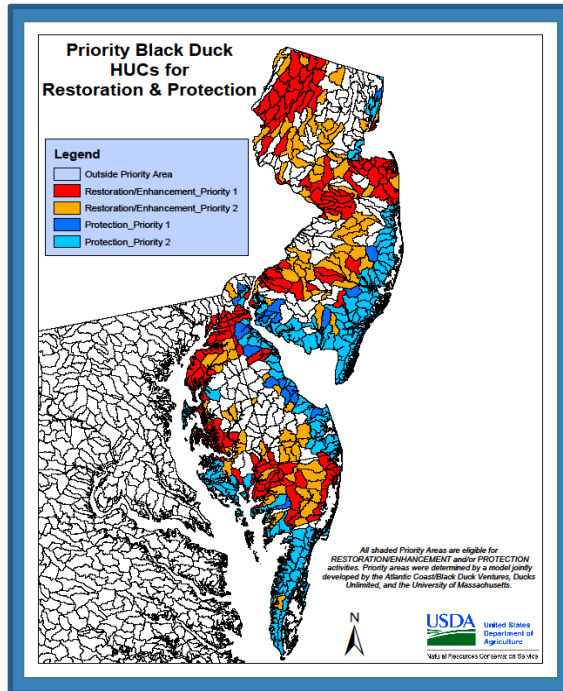 Priority Black Duck
HUCs for
Restoration & Protection
Legend
Outside Priority Area
Restoration/Enhancement_Priority 1
Restoration/Enhancement_Priority 2
Protection_Priority 1
Protection_Priority 2
All shaded Priority Areas are eligible for
RESTORATION/ENHANCEMENT and/or PROTECTION
activities. Priority areas were determined by a model jointly
developed by the Atlantic Coast/Black Duck Ventures, Ducks
Unlimited, and the University of Massachusetts.
N
USDA
United States
Department of
Agriculture
Natural Resources Conservation Service